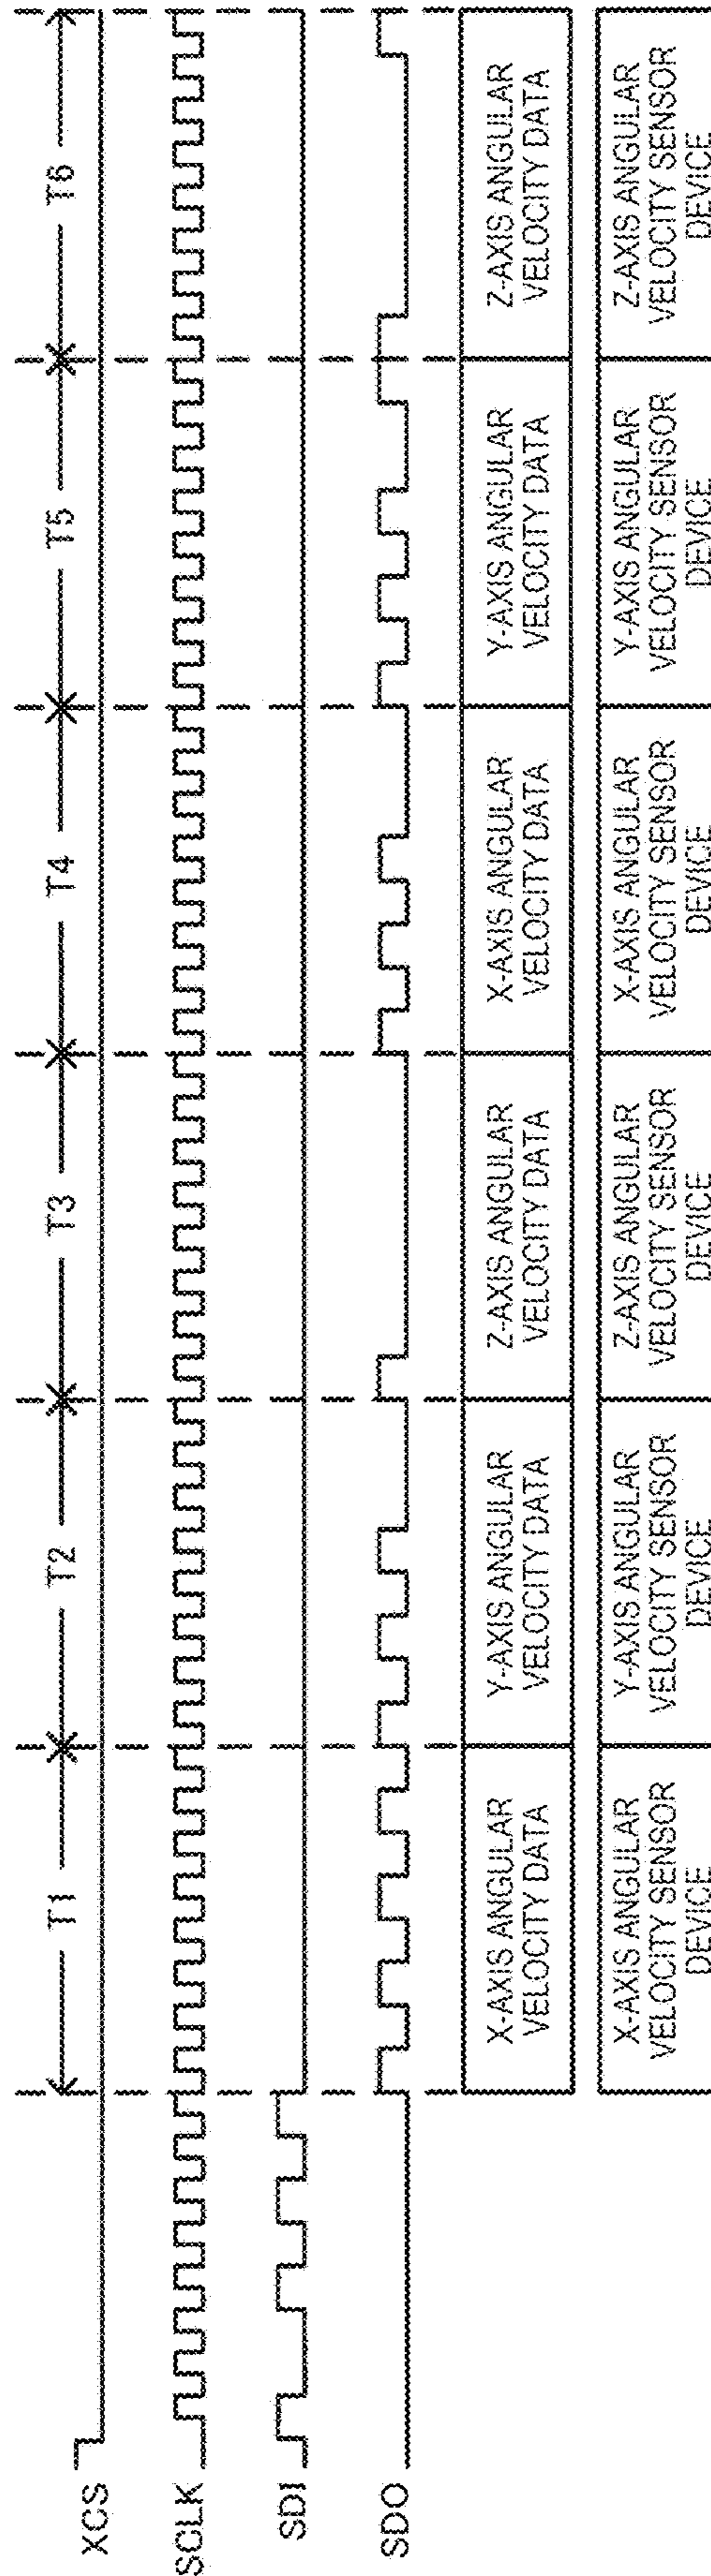 T1
T2
T3
T4
T5
T6
XCS
SCLK
SDI
SDO
X-AXIS ANGULAR
VELOCITY DATA
Y-AXIS ANGULAR
VELOCITY DATA
Z-AXIS ANGULAR
VELOCITY DATA
X-AXIS ANGULAR
VELOCITY DATA
Y-AXIS ANGULAR
VELOCITY DATA
Z-AXIS ANGULAR
VELOCITY DATA
X-AXIS ANGULAR
VELOCITY SENSOR
DEVICE
Y-AXIS ANGULAR
VELOCITY SENSOR
DEVICE
Z-AXIS ANGULAR
VELOCITY SENSOR
DEVICE
X-AXIS ANGULAR
VELOCITY SENSOR
DEVICE
Y-AXIS ANGULAR
VELOCITY SENSOR
DEVICE
Z-AXIS ANGULAR
VELOCITY SENSOR
DEVICE